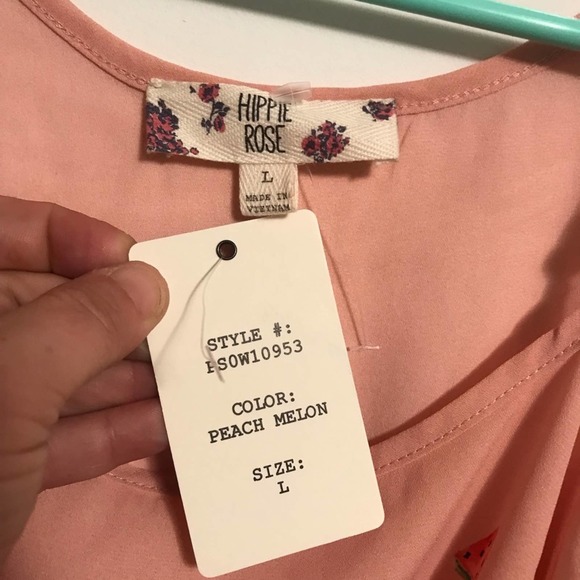 HIPPIE
ROSE
L
MADE IN
VIETNAM
STYLE #:
PS0W10953
COLOR:
PEACH MELON
SIZE:
L